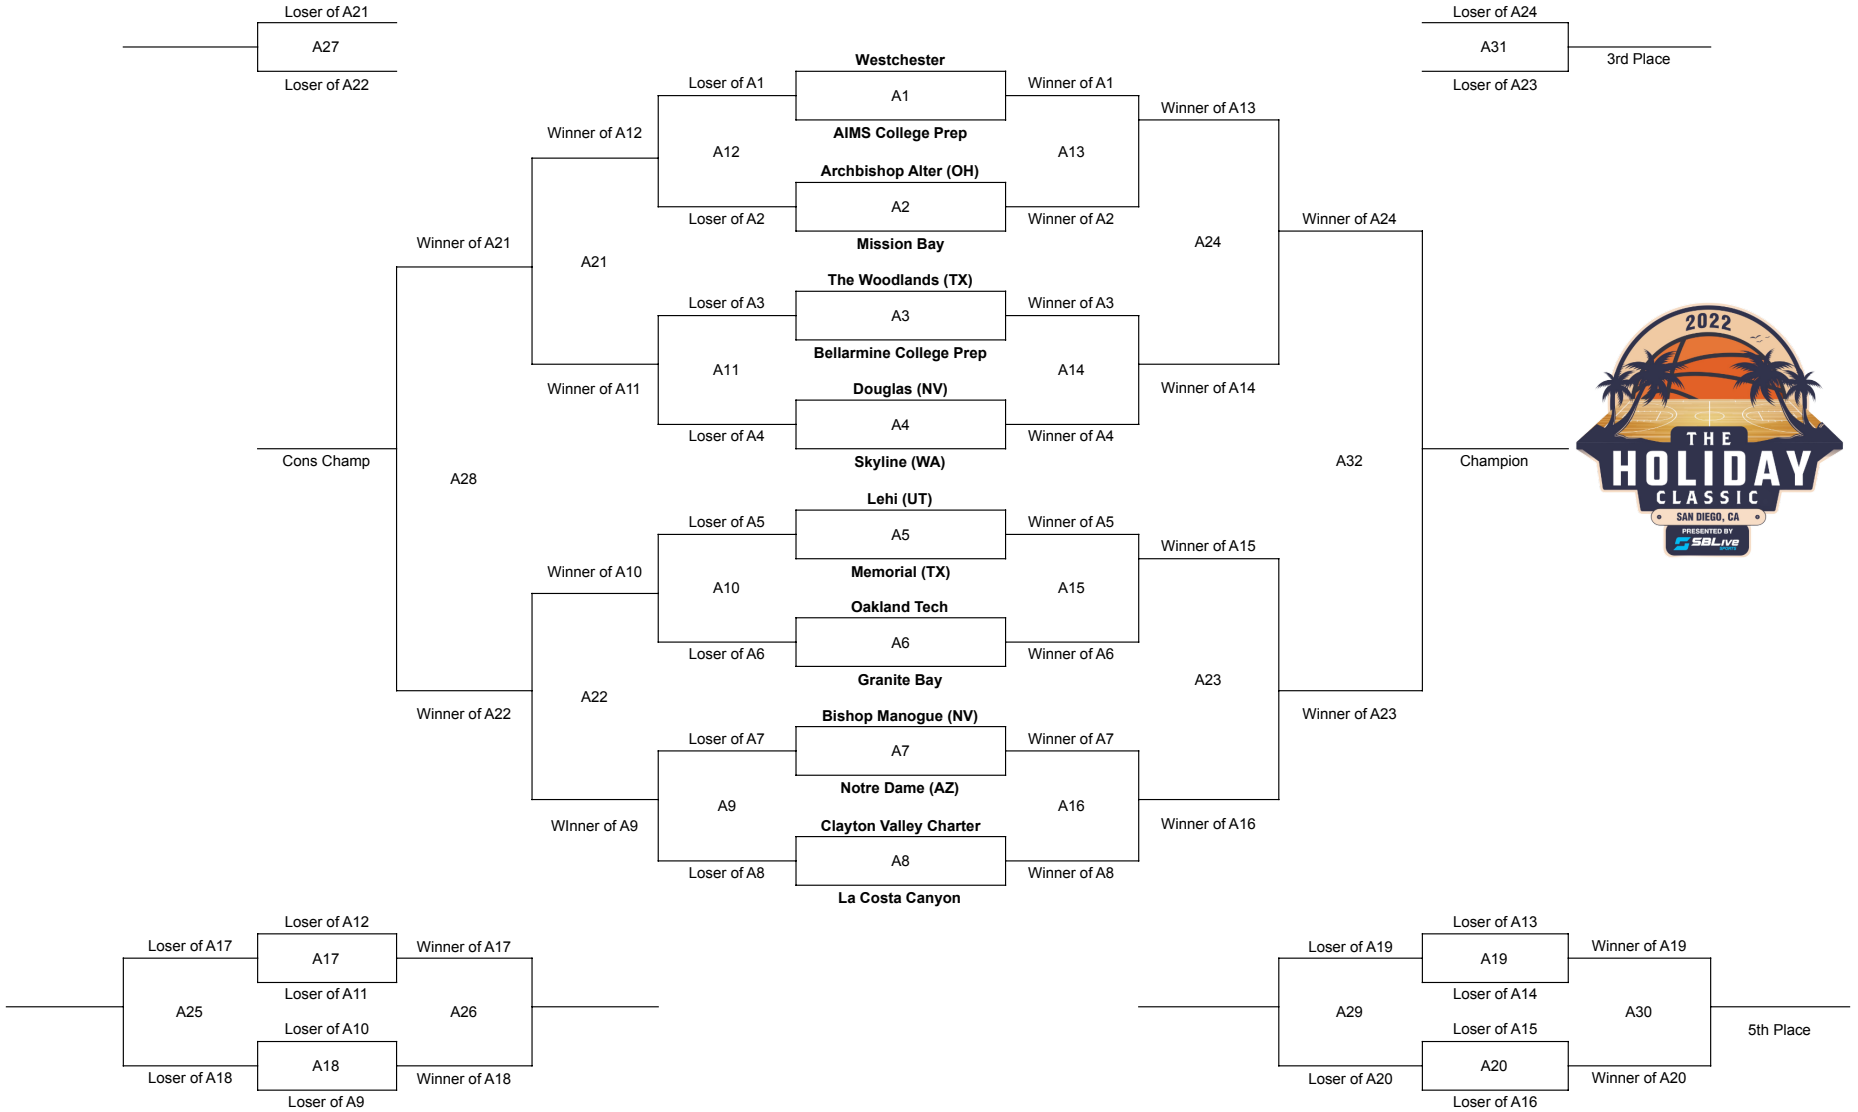 Loser of A21
A27
Loser of A22
Loser of A24
A31
3rd Place
Loser of A23
Westchester
Loser of A1
A1
Winner of A1
AIMS College Prep
Winner of A12
A12
A13
Winner of A13
Archbishop Alter (OH)
Loser of A2
A2
Winner of A2
Mission Bay
Winner of A21
A21
A24
Winner of A24
The Woodlands (TX)
Loser of A3
A3
Winner of A3
Bellarmine College Prep
Winner of A11
A11
A14
Winner of A14
Douglas (NV)
Loser of A4
A4
Winner of A4
Skyline (WA)
Cons Champ
A28
A32
Champion
2022
THE
HOLIDAY
CLASSIC
SAN DIEGO, CA
PRESENTED BY
SBLive
SPORTS
Lehi (UT)
Loser of A5
A5
Winner of A5
Memorial (TX)
Winner of A10
A10
A15
Winner of A15
Oakland Tech
Loser of A6
A6
Winner of A6
Granite Bay
Winner of A22
A22
A23
Winner of A23
Bishop Manogue (NV)
Loser of A7
A7
Winner of A7
Notre Dame (AZ)
WInner of A9
A9
A16
Winner of A16
Clayton Valley Charter
Loser of A8
A8
Winner of A8
La Costa Canyon
Loser of A12
Loser of A17
A17
Winner of A17
Loser of A11
A25
A26
Loser of A10
Loser of A18
A18
Winner of A18
Loser of A9
Loser of A13
Loser of A19
A19
Winner of A19
Loser of A14
A29
A30
5th Place
Loser of A15
Loser of A20
A20
Winner of A20
Loser of A16